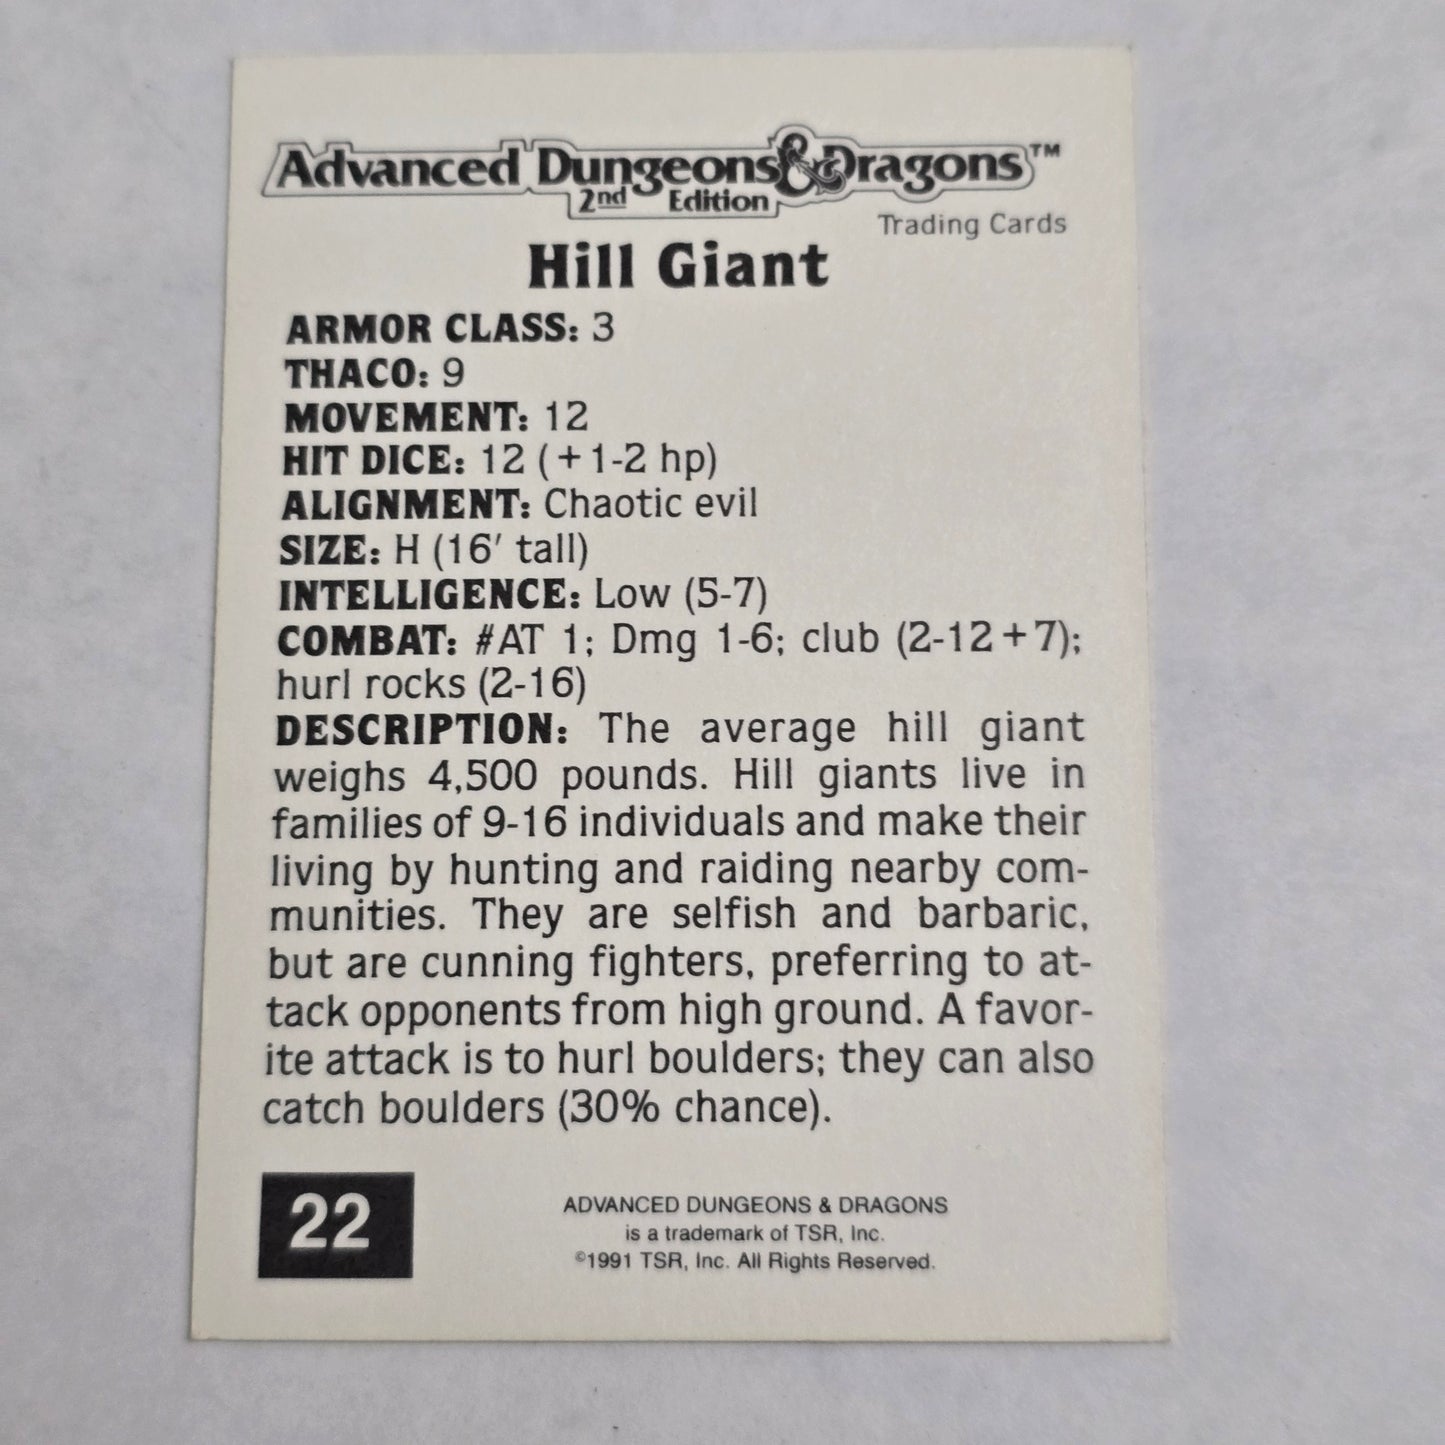 Advanced Dungeons & Dragons™
2nd Edition
Trading Cards
Hill Giant
ARMOR CLASS: 3
THACO: 9
MOVEMENT: 12
HIT DICE: 12 (+1-2 hp)
ALIGNMENT: Chaotic evil
SIZE: H (16′ tall)
INTELLIGENCE: Low (5-7)
COMBAT: #AT 1; Dmg 1-6; club (2-12+7);
hurl rocks (2-16)
DESCRIPTION: The average hill giant
weighs 4,500 pounds. Hill giants live in
families of 9-16 individuals and make their
living by hunting and raiding nearby com-
munities. They are selfish and barbaric,
but are cunning fighters, preferring to at-
tack opponents from high ground. A favor-
ite attack is to hurl boulders; they can also
catch boulders (30% chance).
22
ADVANCED DUNGEONS & DRAGONS
is a trademark of TSR, Inc.
©1991 TSR, Inc. All Rights Reserved.